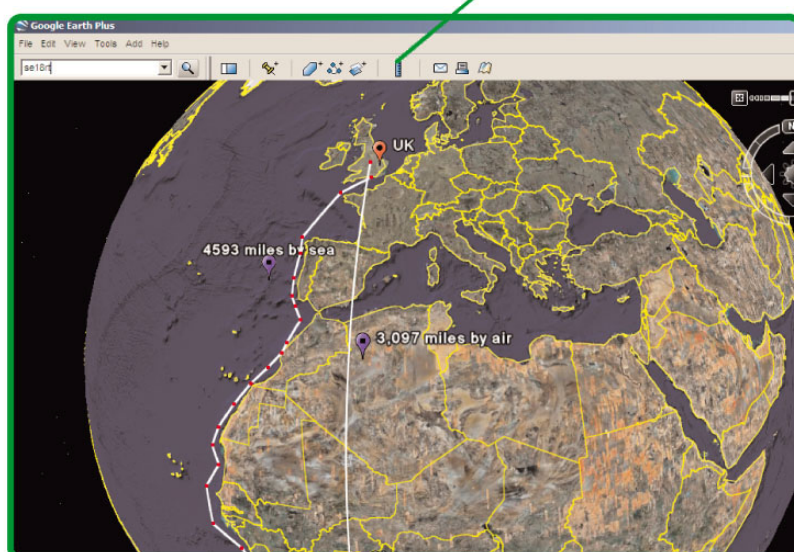 Google Earth Plus
File Edit View Tools Add Help
se18rt
UK
4593 miles by sea
3,097 miles by air
N